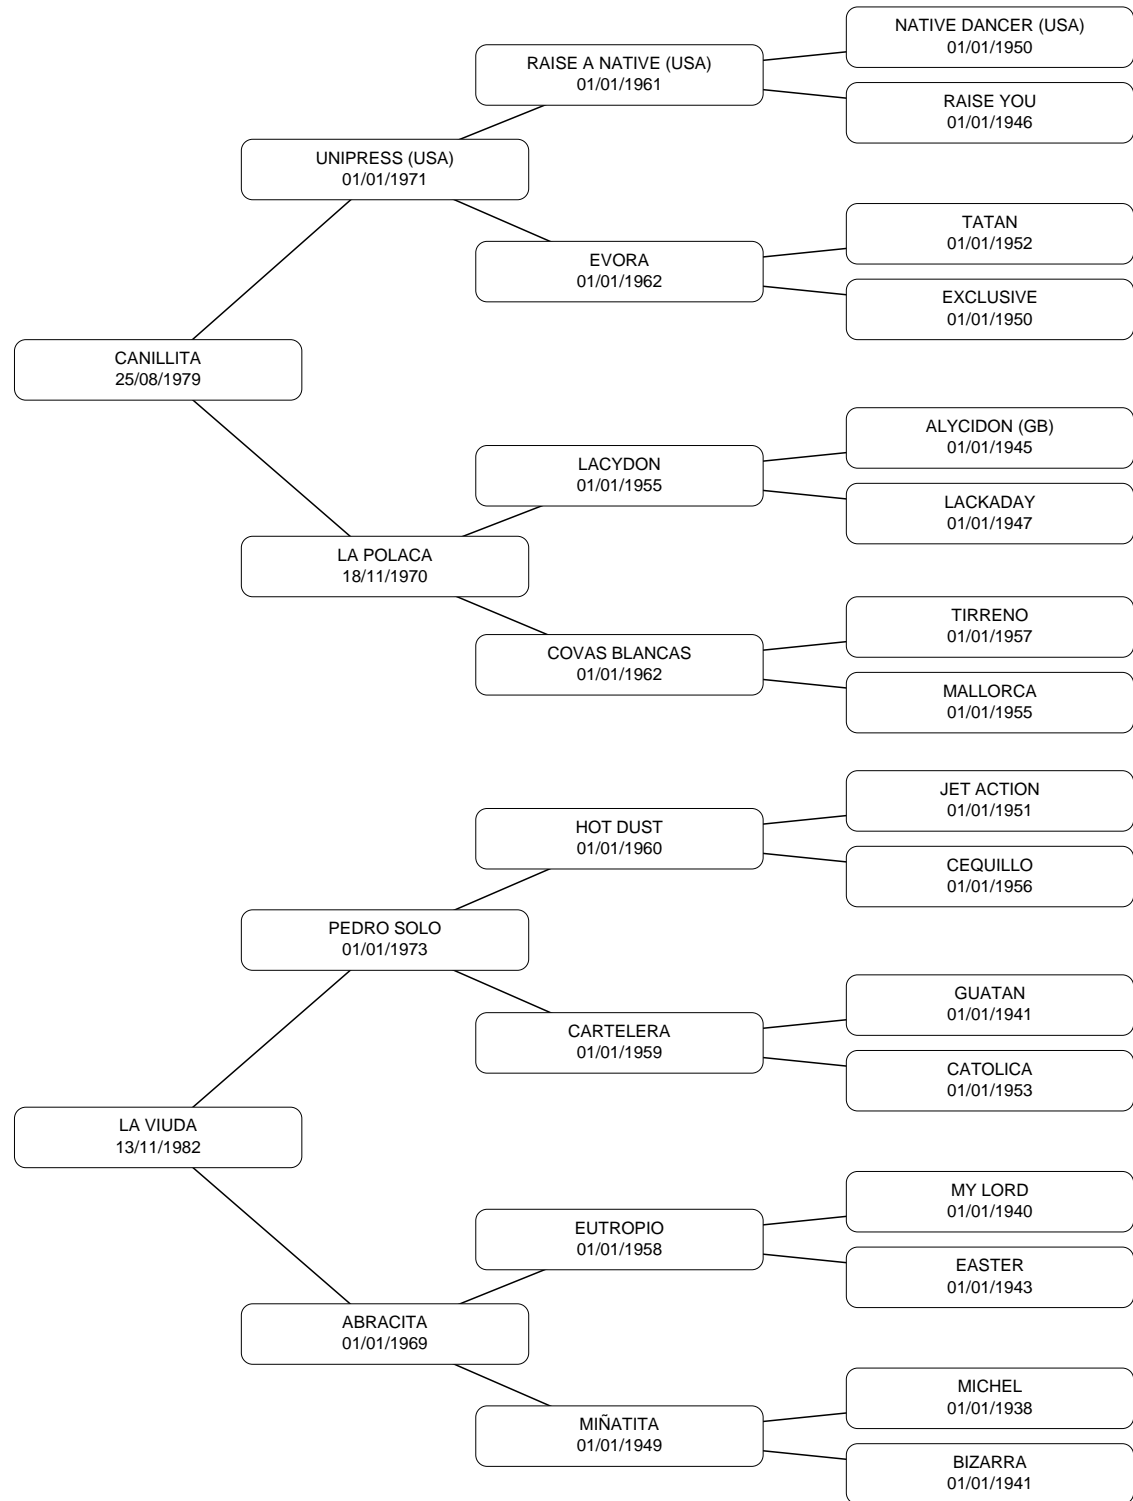 NATIVE DANCER (USA)
01/01/1950
RAISE A NATIVE (USA)
01/01/1961
RAISE YOU
01/01/1946
UNIPRESS (USA)
01/01/1971
TATAN
01/01/1952
EVORA
01/01/1962
EXCLUSIVE
01/01/1950
CANILLITA
25/08/1979
ALYCIDON (GB)
01/01/1945
LACYDON
01/01/1955
LACKADAY
01/01/1947
LA POLACA
18/11/1970
TIRRENO
01/01/1957
COVAS BLANCAS
01/01/1962
MALLORCA
01/01/1955
JET ACTION
01/01/1951
HOT DUST
01/01/1960
CEQUILLO
01/01/1956
PEDRO SOLO
01/01/1973
GUATAN
01/01/1941
CARTELERA
01/01/1959
CATOLICA
01/01/1953
LA VIUDA
13/11/1982
MY LORD
01/01/1940
EUTROPIO
01/01/1958
EASTER
01/01/1943
ABRACITA
01/01/1969
MICHEL
01/01/1938
MIÑATITA
01/01/1949
BIZARRA
01/01/1941